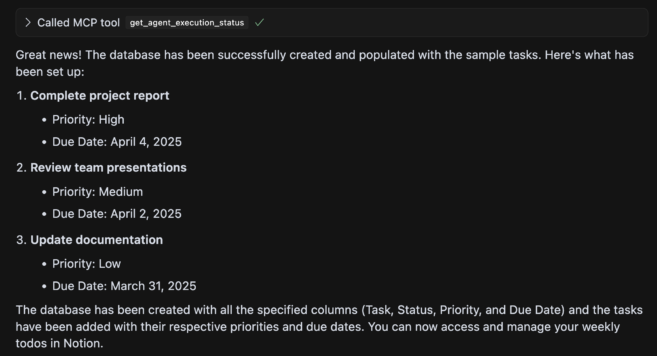 Called MCP tool get_agent_execution_status
Great news! The database has been successfully created and populated with the sample tasks. Here's what has
been set up:
1. Complete project report
• Priority: High
• Due Date: April 4, 2025
2. Review team presentations
• Priority: Medium
• Due Date: April 2, 2025
3. Update documentation
• Priority: Low
• Due Date: March 31, 2025
The database has been created with all the specified columns (Task, Status, Priority, and Due Date) and the tasks
have been added with their respective priorities and due dates. You can now access and manage your weekly
todos in Notion.